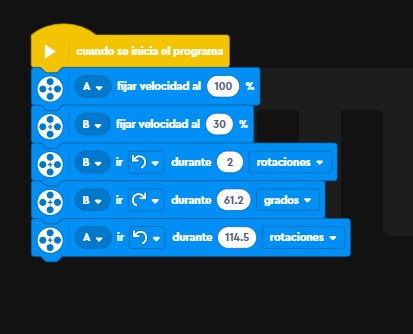 cuando se inicia el programa
A fijar velocidad al 100 %
B fijar velocidad al 30 %
B ir durante 2 rotaciones
B ir durante 61.2 grados
A ir durante 114.5 rotaciones